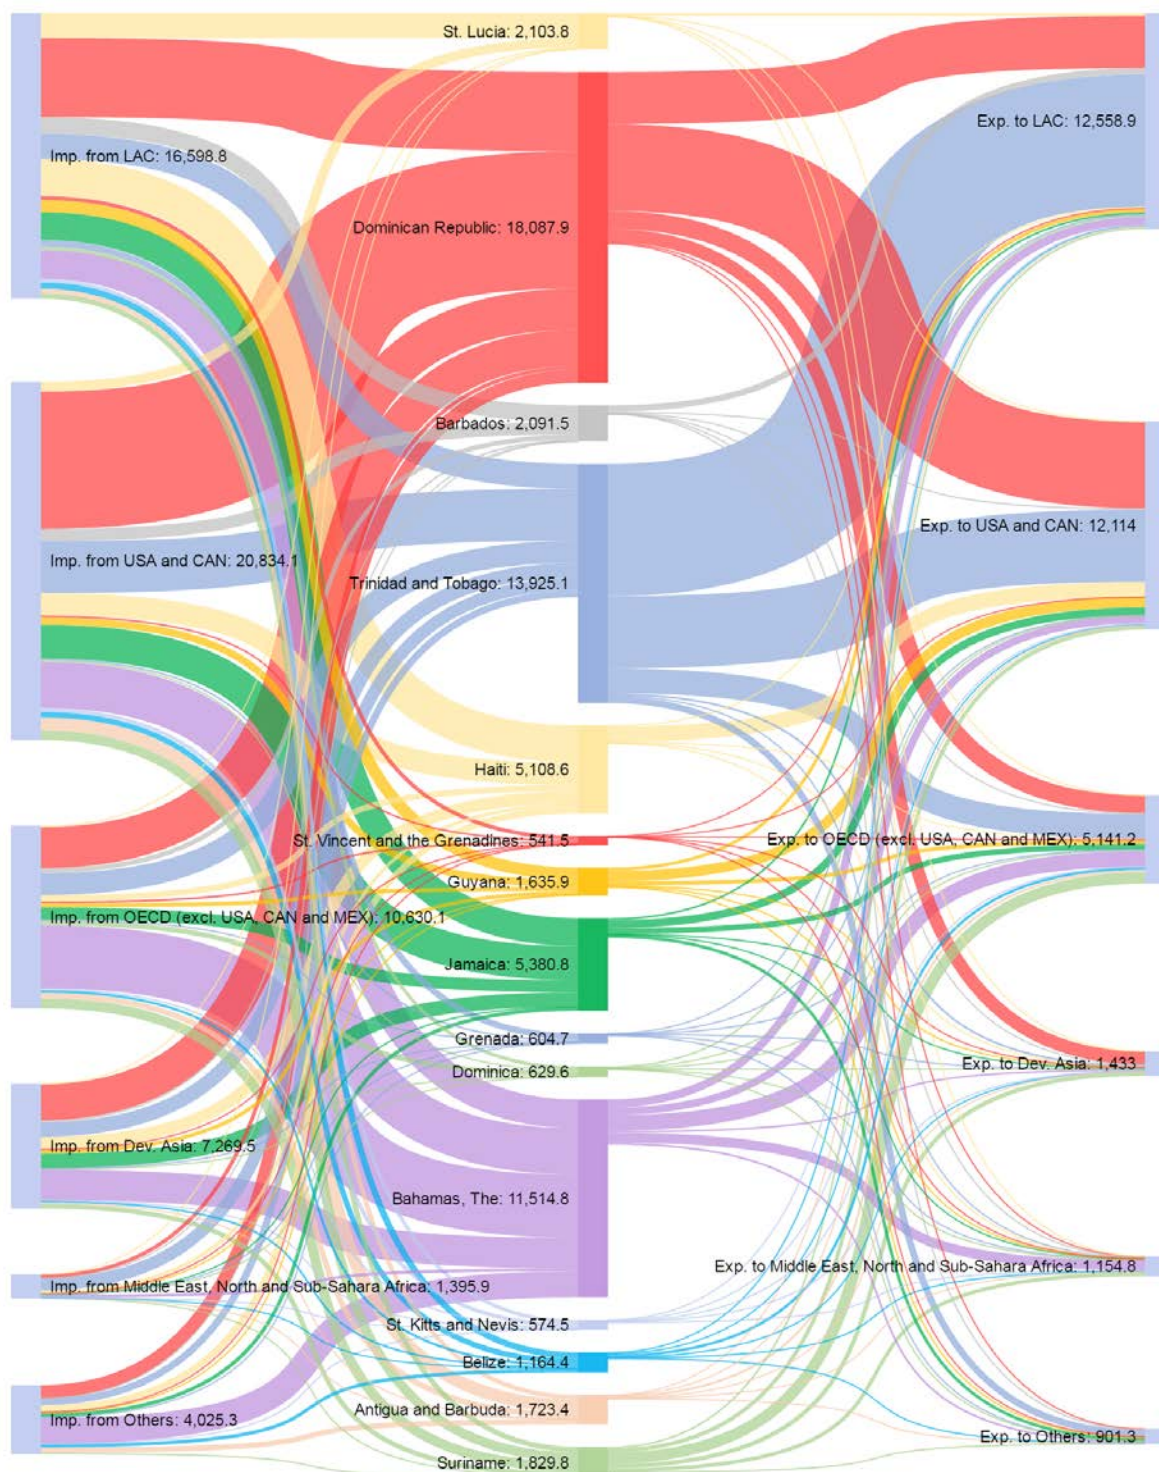 St. Lucia: 2,103.8
Exp. to LAC: 12,558.9
Imp. from LAC: 16,598.8
Dominican Republic: 18,087.9
Barbados: 2,091.5
Exp. to USA and CAN: 12,114
Imp. from USA and CAN: 20,834.1
Trinidad and Tobago: 13,925.1
Haiti: 5,108.6
St. Vincent and the Grenadines: 541.5
Exp. to OECD (excl. USA, CAN and MEX): 5,141.2
Guyana: 1,635.9
Imp. from OECD (excl. USA, CAN and MEX): 10,630.1
Jamaica: 5,380.8
Grenada: 604.7
Exp. to Dev. Asia: 1,433
Dominica: 629.6
Imp. from Dev. Asia: 7,269.5
Bahamas, The: 11,514.8
Exp. to Middle East, North and Sub-Sahara Africa: 1,154.8
Imp. from Middle East, North and Sub-Sahara Africa: 1,395.9
St. Kitts and Nevis: 574.5
Belize: 1,164.4
Antigua and Barbuda: 1,723.4
Imp. from Others: 4,025.3
Exp. to Others: 901.3
Suriname: 1,829.8